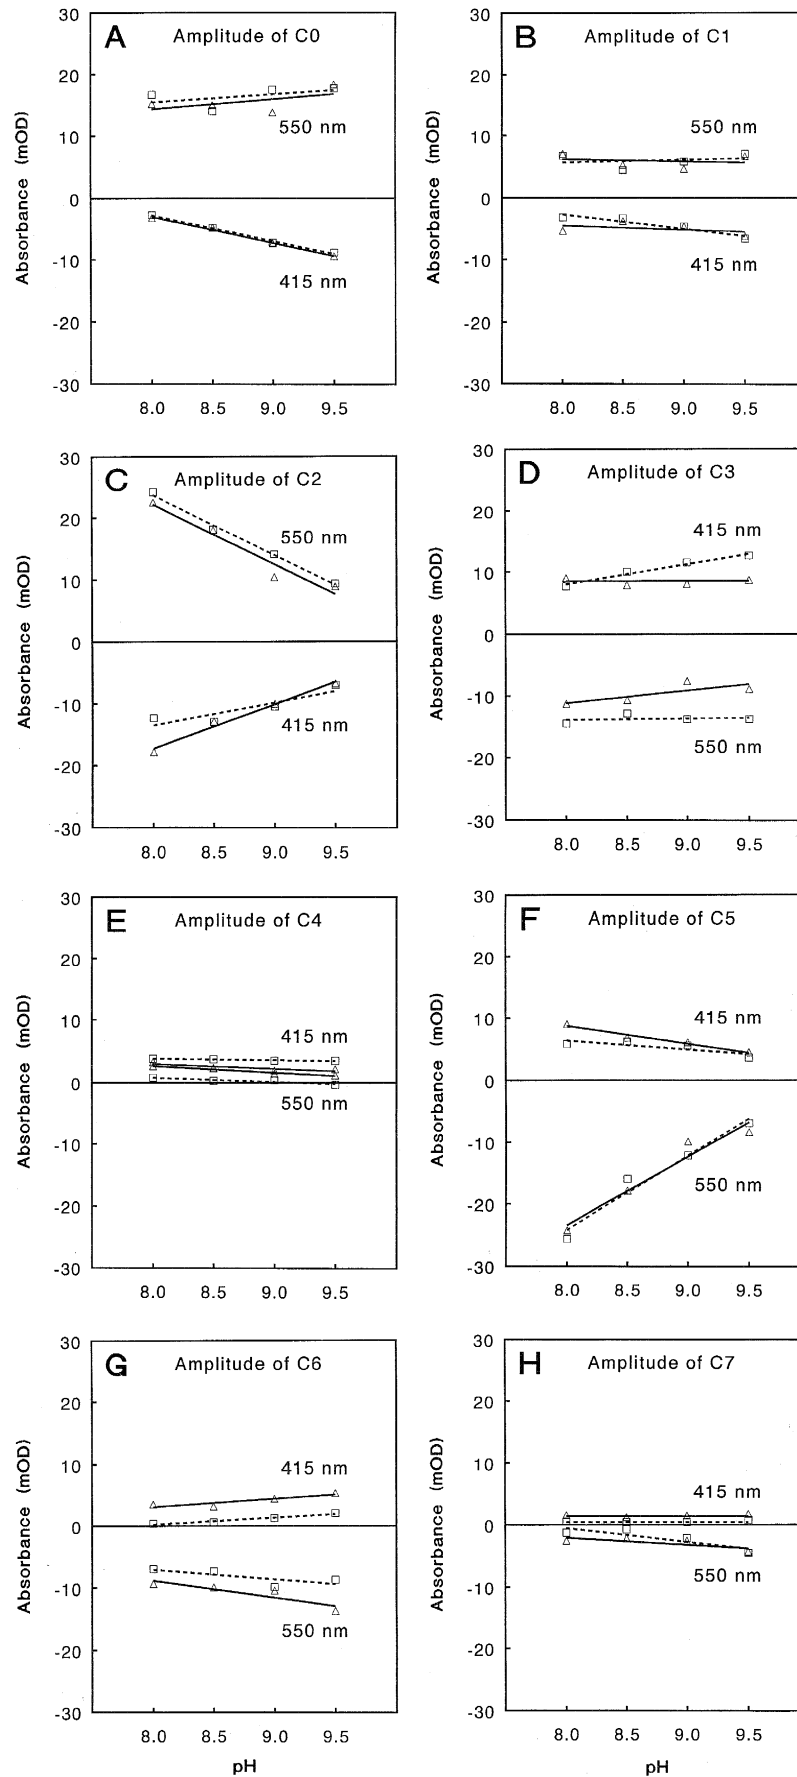 A Amplitude of C0
Absorbance (mOD)
30
20
10
0
-10
-20
-30
550 nm
415 nm
8.0 8.5 9.0 9.5
B Amplitude of C1
Absorbance (mOD)
30
20
10
0
-10
-20
-30
550 nm
415 nm
8.0 8.5 9.0 9.5
C Amplitude of C2
Absorbance (mOD)
30
20
10
0
-10
-20
-30
550 nm
415 nm
8.0 8.5 9.0 9.5
D Amplitude of C3
Absorbance (mOD)
30
20
10
0
-10
-20
-30
415 nm
550 nm
8.0 8.5 9.0 9.5
E Amplitude of C4
Absorbance (mOD)
30
20
10
0
-10
-20
-30
415 nm
550 nm
8.0 8.5 9.0 9.5
F Amplitude of C5
Absorbance (mOD)
30
20
10
0
-10
-20
-30
415 nm
550 nm
8.0 8.5 9.0 9.5
G Amplitude of C6
Absorbance (mOD)
30
20
10
0
-10
-20
-30
415 nm
550 nm
8.0 8.5 9.0 9.5
pH
H Amplitude of C7
Absorbance (mOD)
30
20
10
0
-10
-20
-30
415 nm
550 nm
8.0 8.5 9.0 9.5
pH